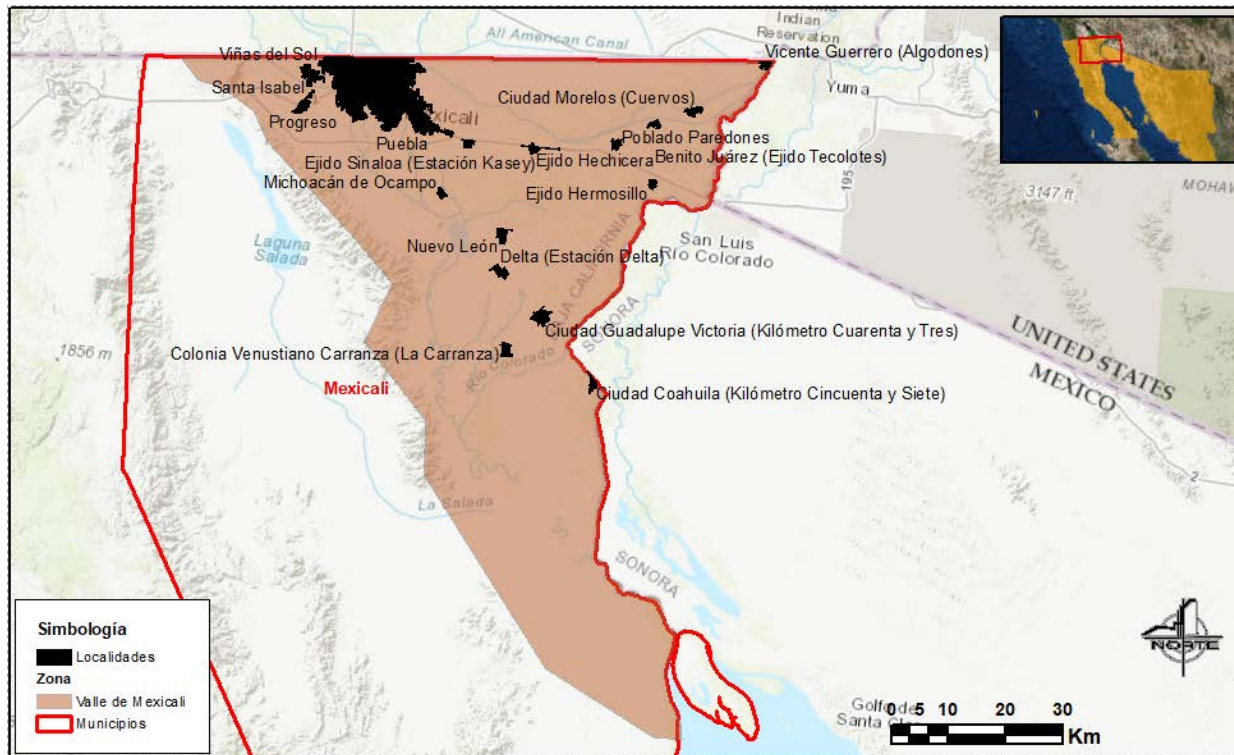 All American Canal
Indian
Reservation
Viñas del Sol
Vicente Guerrero (Algodones)
Santa Isabel
Ciudad Morelos (Cuervos)
Yuma
Progreso
Mexicali
Puebla
Poblado Paredones
Ejido Sinaloa (Estación Kasey)
Ejido Hechicera
Benito Juárez (Ejido Tecolotes)
Michoacán de Ocampo
Ejido Hermosillo
195
3147 ft
MOHAW
Laguna
Salada
Nuevo León
San Luis
Río Colorado
Delta (Estación Delta)
BAJA CALIFORNIA
SONORA
Ciudad Guadalupe Victoria (Kilómetro Cuarenta y Tres)
1856 m
Colonia Venustiano Carranza (La Carranza)
Río Colorado
UNITED STATES
MEXICO
Mexicali
Ciudad Coahuila (Kilómetro Cincuenta y Siete)
2
La Salada
SONORA
Simbología
Localidades
Zona
Valle de Mexicali
Municipios
NORTE
Golfo de
Santa Cla
0 5 10 20 30
Km